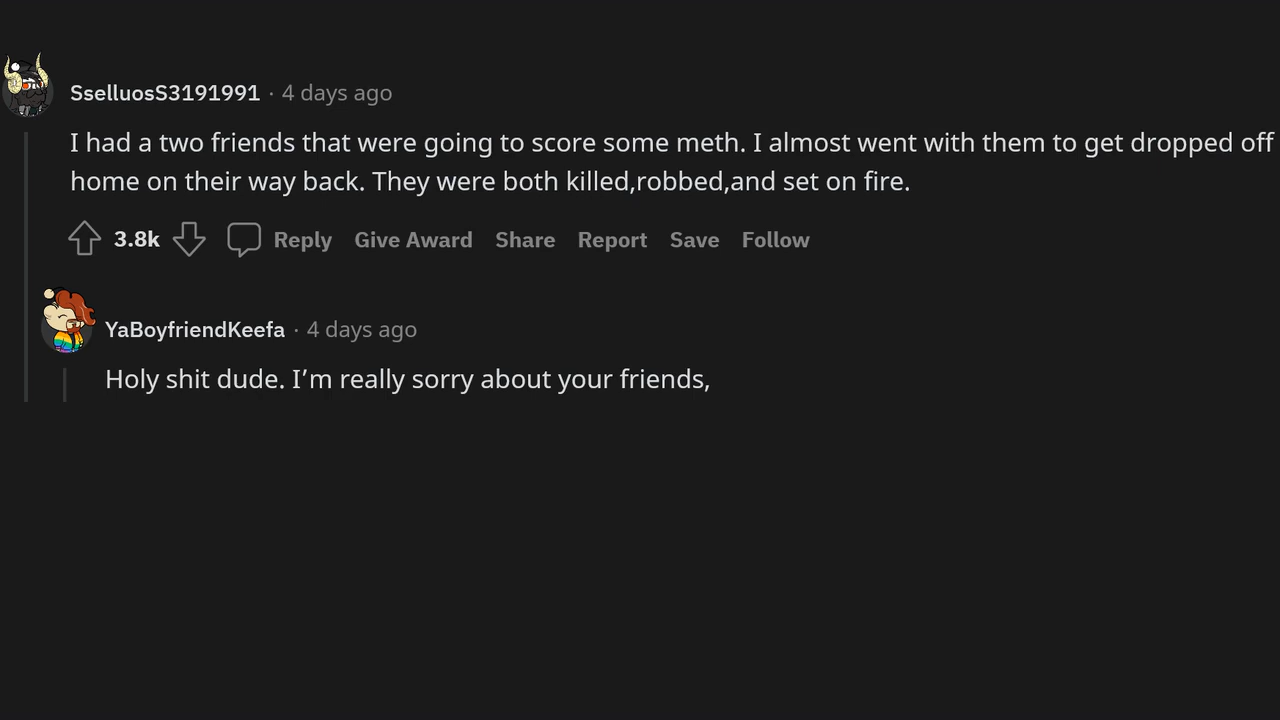 SselluosS3191991 · 4 days ago
I had a two friends that were going to score some meth. I almost went with them to get dropped off
home on their way back. They were both killed,robbed,and set on fire.
3.8k Reply Give Award Share Report Save Follow
YaBoyfriendKeefa · 4 days ago
Holy shit dude. I’m really sorry about your friends,